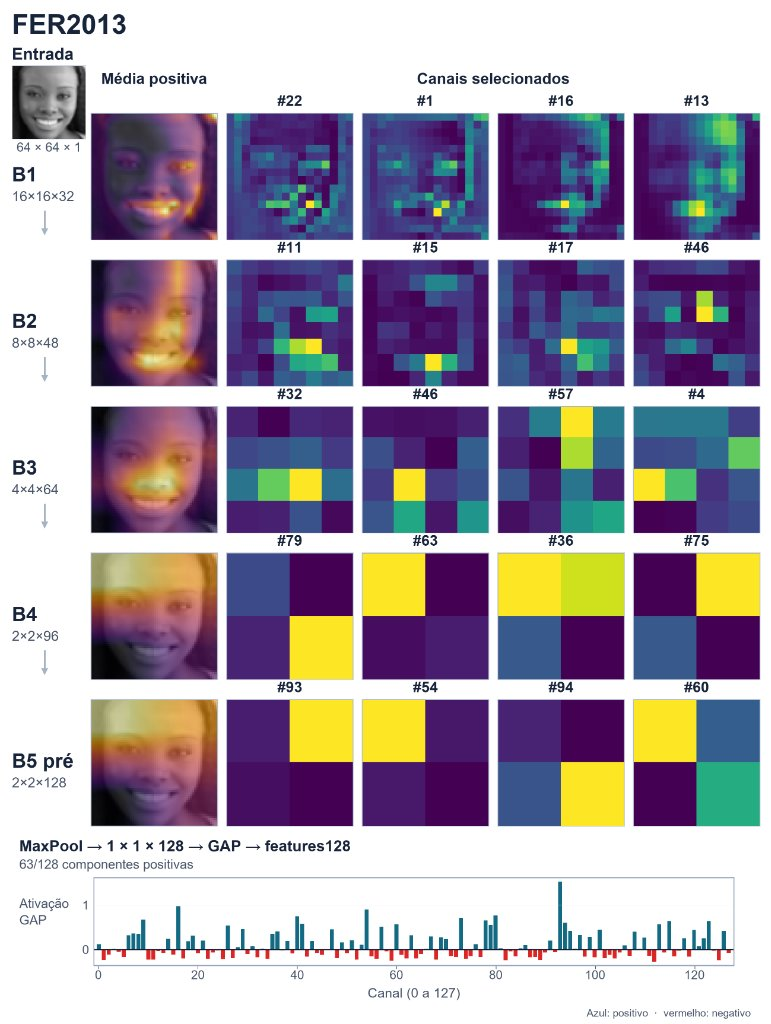 FER2013
Entrada
Média positiva
Canais selecionados
#22
#1
#16
#13
64 × 64 × 1
B1
16×16×32
#11
#15
#17
#46
B2
8×8×48
#32
#46
#57
#4
B3
4×4×64
#79
#63
#36
#75
B4
2×2×96
#93
#54
#94
#60
B5 pré
2×2×128
MaxPool → 1 × 1 × 128 → GAP → features128
63/128 componentes positivas
Ativação
GAP
1
0
0
20
40
60
80
100
120
Canal (0 a 127)
Azul: positivo · vermelho: negativo